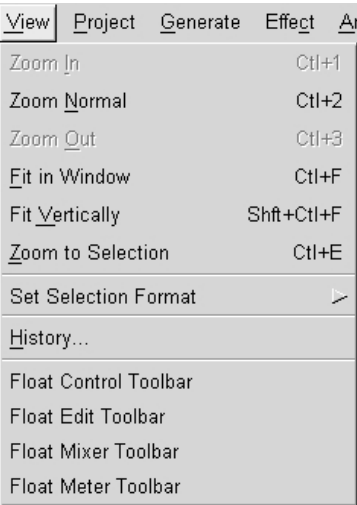 View Project Generate Effect
Zoom In Ctl+1
Zoom Normal Ctl+2
Zoom Out Ctl+3
Fit in Window Ctl+F
Fit Vertically Shft+Ctl+F
Zoom to Selection Ctl+E
Set Selection Format
History...
Float Control Toolbar
Float Edit Toolbar
Float Mixer Toolbar
Float Meter Toolbar